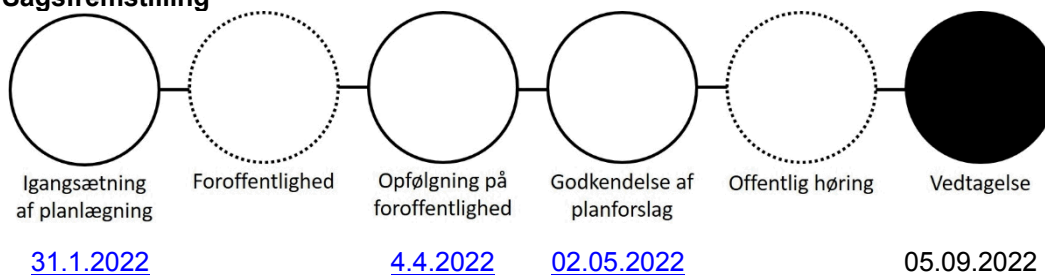 Sagsfremstilling
Igangsætning
af planlægning
Foroffentlighed
Opfølgning på
foroffentlighed
Godkendelse af
planforslag
Offentlig høring
Vedtagelse
31.1.2022
4.4.2022
02.05.2022
05.09.2022